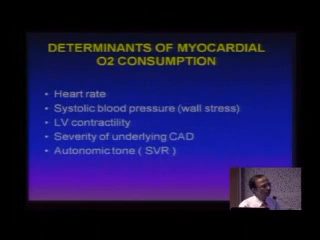 DETERMINANTS OF MYOCARDIAL
O2 CONSUMPTION
• Heart rate
• Systolic blood pressure (wall stress)
• LV contractility
• Severity of underlying CAD
• Autonomic tone ( SVR )